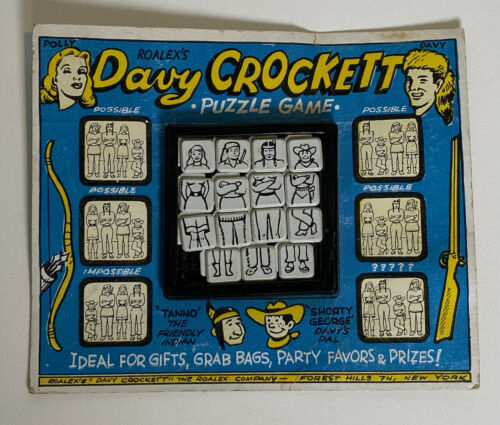 POLLY
DAVY
ROALEX'S
Davy CROCKETT
• PUZZLE GAME •
POSSIBLE
POSSIBLE
POSSIBLE
POSSIBLE
IMPOSSIBLE
?????
'TANNO'
THE
FRIENDLY
INDIAN
'SHORTY
GEORGE'
DAVY'S
PAL
IDEAL FOR GIFTS, GRAB BAGS, PARTY FAVORS & PRIZES!
ROALEX'S "DAVY CROCKETT" THE ROALEX COMPANY — FOREST HILLS 74, NEW YORK